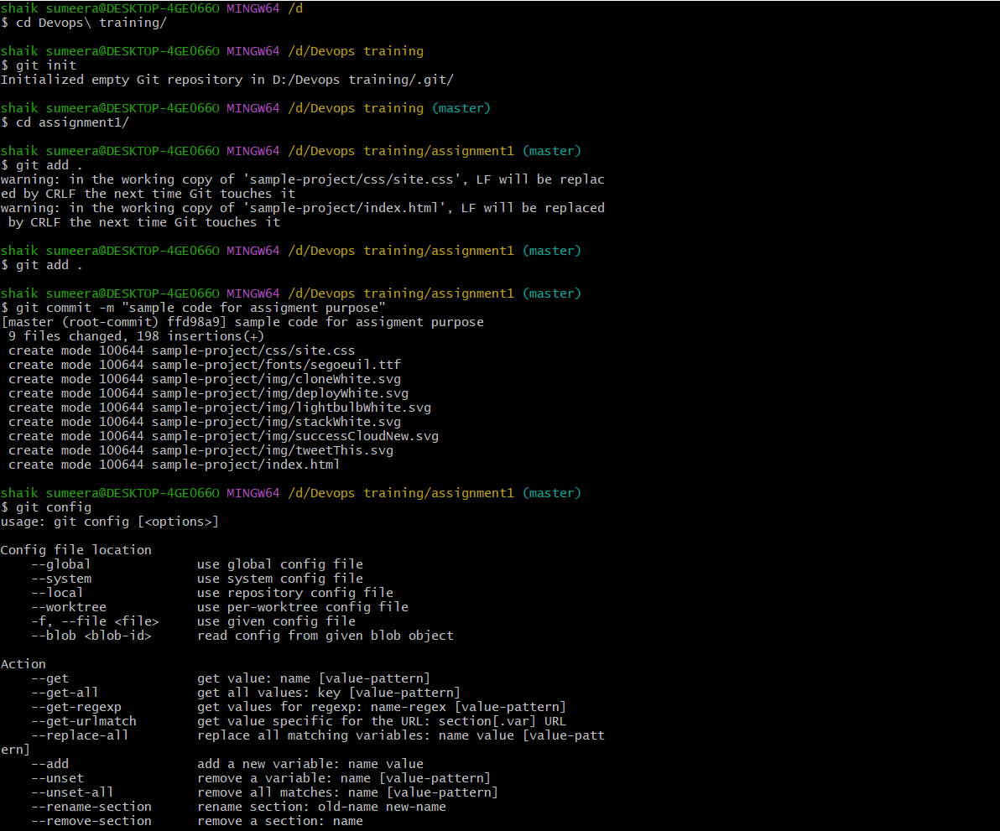 shaik sumeera@DESKTOP-4GE066O MINGW64 /d
$ cd Devops\ training/
shaik sumeera@DESKTOP-4GE066O MINGW64 /d/Devops training
$ git init
Initialized empty Git repository in D:/Devops training/.git/
shaik sumeera@DESKTOP-4GE066O MINGW64 /d/Devops training (master)
$ cd assignment1/
shaik sumeera@DESKTOP-4GE066O MINGW64 /d/Devops training/assignment1 (master)
$ git add .
warning: in the working copy of 'sample-project/css/site.css', LF will be replac
ed by CRLF the next time Git touches it
warning: in the working copy of 'sample-project/index.html', LF will be replaced
 by CRLF the next time Git touches it
shaik sumeera@DESKTOP-4GE066O MINGW64 /d/Devops training/assignment1 (master)
$ git add .
shaik sumeera@DESKTOP-4GE066O MINGW64 /d/Devops training/assignment1 (master)
$ git commit -m "sample code for assigment purpose"
[master (root-commit) ffd98a9] sample code for assigment purpose
 9 files changed, 198 insertions(+)
 create mode 100644 sample-project/css/site.css
 create mode 100644 sample-project/fonts/segoeuil.ttf
 create mode 100644 sample-project/img/cloneWhite.svg
 create mode 100644 sample-project/img/deployWhite.svg
 create mode 100644 sample-project/img/lightbulbWhite.svg
 create mode 100644 sample-project/img/stackWhite.svg
 create mode 100644 sample-project/img/successCloudNew.svg
 create mode 100644 sample-project/img/tweetThis.svg
 create mode 100644 sample-project/index.html
shaik sumeera@DESKTOP-4GE066O MINGW64 /d/Devops training/assignment1 (master)
$ git config
usage: git config [<options>]
Config file location
    --global              use global config file
    --system              use system config file
    --local               use repository config file
    --worktree            use per-worktree config file
    -f, --file <file>     use given config file
    --blob <blob-id>      read config from given blob object
Action
    --get                 get value: name [value-pattern]
    --get-all             get all values: key [value-pattern]
    --get-regexp          get values for regexp: name-regex [value-pattern]
    --get-urlmatch        get value specific for the URL: section[.var] URL
    --replace-all         replace all matching variables: name value [value-patt
ern]
    --add                 add a new variable: name value
    --unset               remove a variable: name [value-pattern]
    --unset-all           remove all matches: name [value-pattern]
    --rename-section      rename section: old-name new-name
    --remove-section      remove a section: name